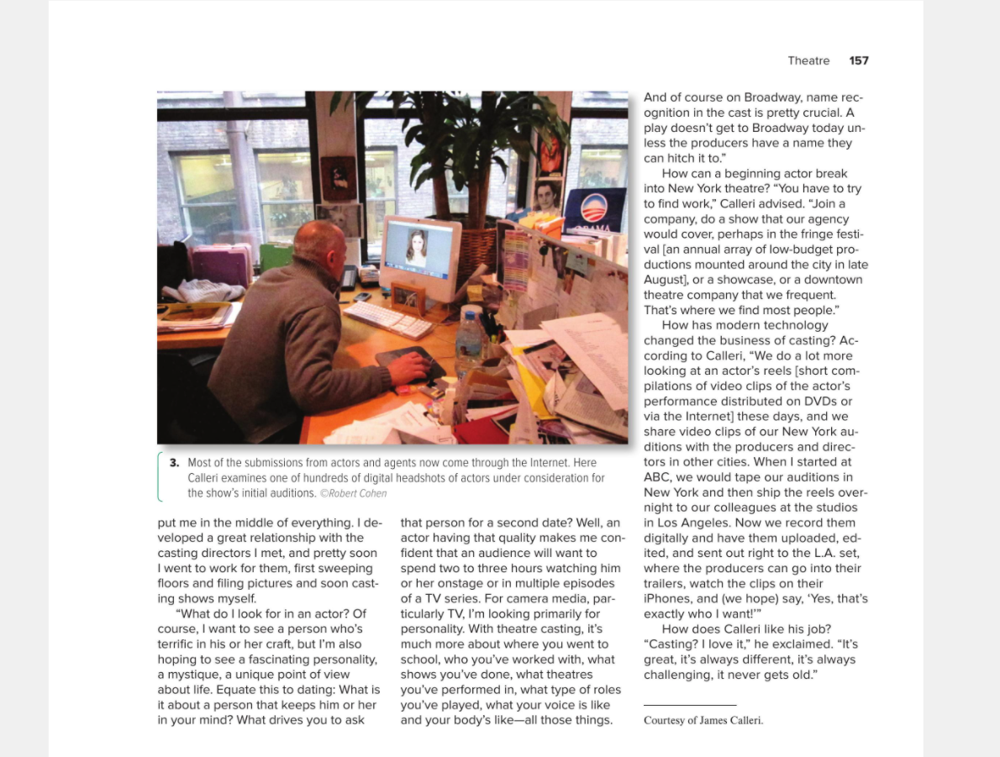 Theatre 157
OBAMA
3. Most of the submissions from actors and agents now come through the Internet. Here
Calleri examines one of hundreds of digital headshots of actors under consideration for
the show’s initial auditions. ©Robert Cohen
put me in the middle of everything. I de-
veloped a great relationship with the
casting directors I met, and pretty soon
I went to work for them, first sweeping
floors and filing pictures and soon cast-
ing shows myself.
“What do I look for in an actor? Of
course, I want to see a person who’s
terrific in his or her craft, but I’m also
hoping to see a fascinating personality,
a mystique, a unique point of view
about life. Equate this to dating: What is
it about a person that keeps him or her
in your mind? What drives you to ask
that person for a second date? Well, an
actor having that quality makes me con-
fident that an audience will want to
spend two to three hours watching him
or her onstage or in multiple episodes
of a TV series. For camera media, par-
ticularly TV, I’m looking primarily for
personality. With theatre casting, it’s
much more about where you went to
school, who you’ve worked with, what
shows you’ve done, what theatres
you’ve performed in, what type of roles
you’ve played, what your voice is like
and your body’s like—all those things.
And of course on Broadway, name rec-
ognition in the cast is pretty crucial. A
play doesn’t get to Broadway today un-
less the producers have a name they
can hitch it to.”
How can a beginning actor break
into New York theatre? “You have to try
to find work,” Calleri advised. “Join a
company, do a show that our agency
would cover, perhaps in the fringe festi-
val [an annual array of low-budget pro-
ductions mounted around the city in late
August], or a showcase, or a downtown
theatre company that we frequent.
That’s where we find most people.”
How has modern technology
changed the business of casting? Ac-
cording to Calleri, “We do a lot more
looking at an actor’s reels [short com-
pilations of video clips of the actor’s
performance distributed on DVDs or
via the Internet] these days, and we
share video clips of our New York au-
ditions with the producers and direc-
tors in other cities. When I started at
ABC, we would tape our auditions in
New York and then ship the reels over-
night to our colleagues at the studios
in Los Angeles. Now we record them
digitally and have them uploaded, ed-
ited, and sent out right to the L.A. set,
where the producers can go into their
trailers, watch the clips on their
iPhones, and (we hope) say, ‘Yes, that’s
exactly who I want!’”
How does Calleri like his job?
“Casting? I love it,” he exclaimed. “It’s
great, it’s always different, it’s always
challenging, it never gets old.”
Courtesy of James Calleri.